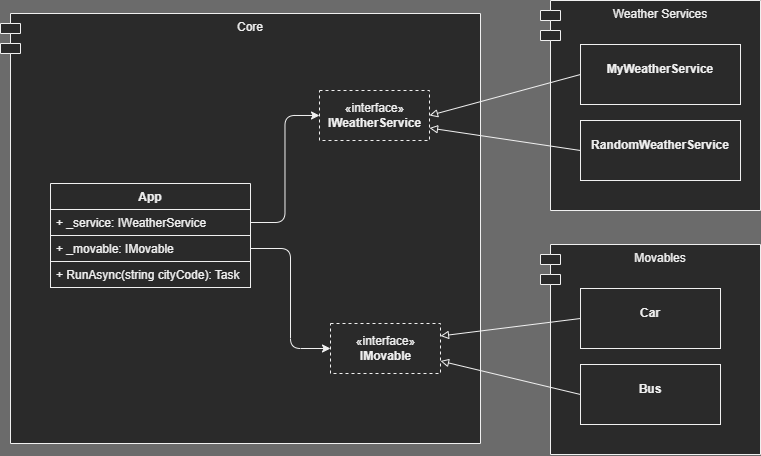 Core
Weather Services
MyWeatherService
RandomWeatherService
«interface»
IWeatherService
App
+ _service: IWeatherService
+ _movable: IMovable
+ RunAsync(string cityCode): Task
«interface»
IMovable
Movables
Car
Bus